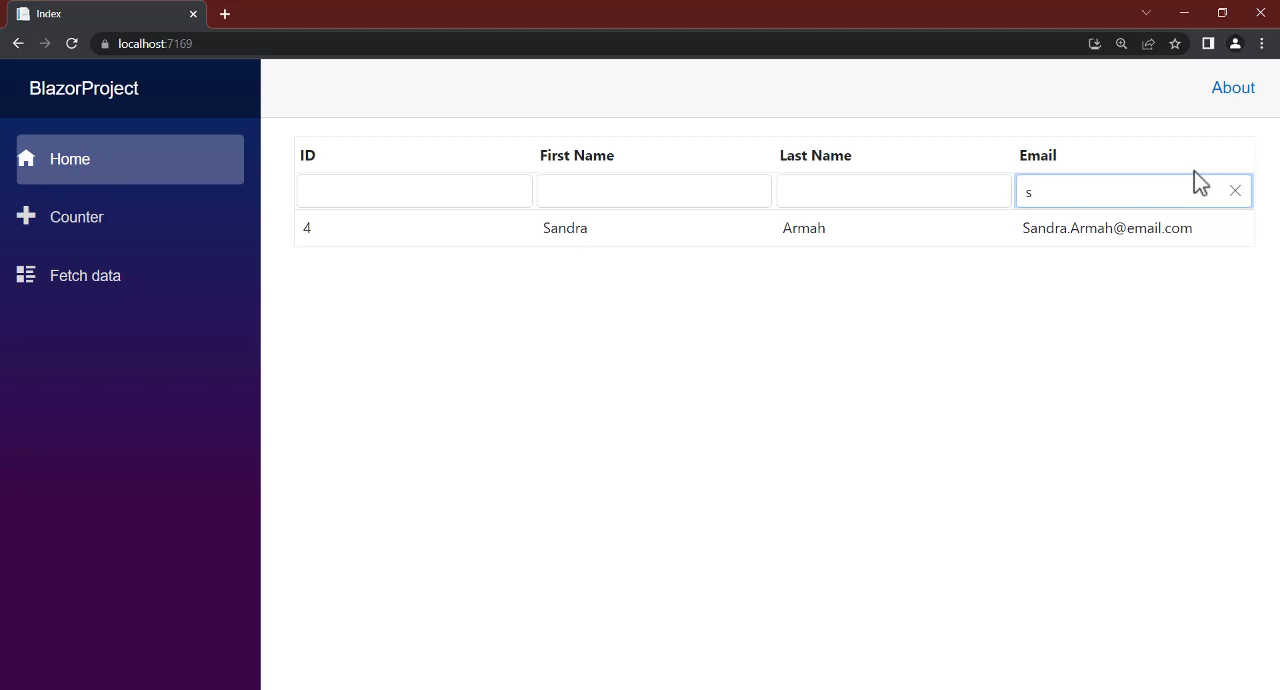 Index
localhost:7169
BlazorProject
About
Home
Counter
Fetch data
ID First Name Last Name Email
s
4 Sandra Armah Sandra.Armah@email.com